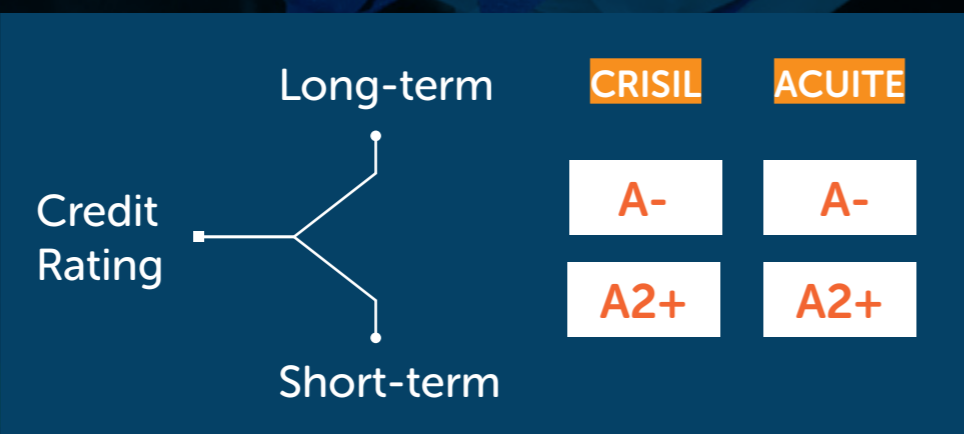 Long-term
CRISIL
ACUITE
A-
A-
Credit
Rating
A2+
A2+
Short-term